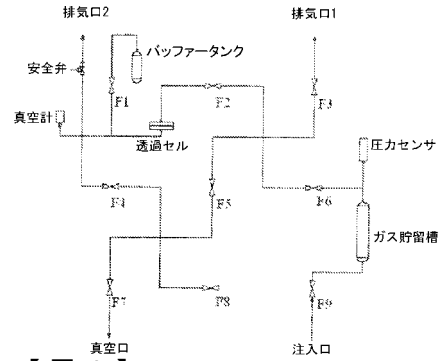 排気口2
排気口1
バッファータンク
安全弁
F1
F2
F3
真空計
透過セル
圧力センサ
F4
F5
F6
ガス貯留槽
F7
F8
F9
真空口
注入口